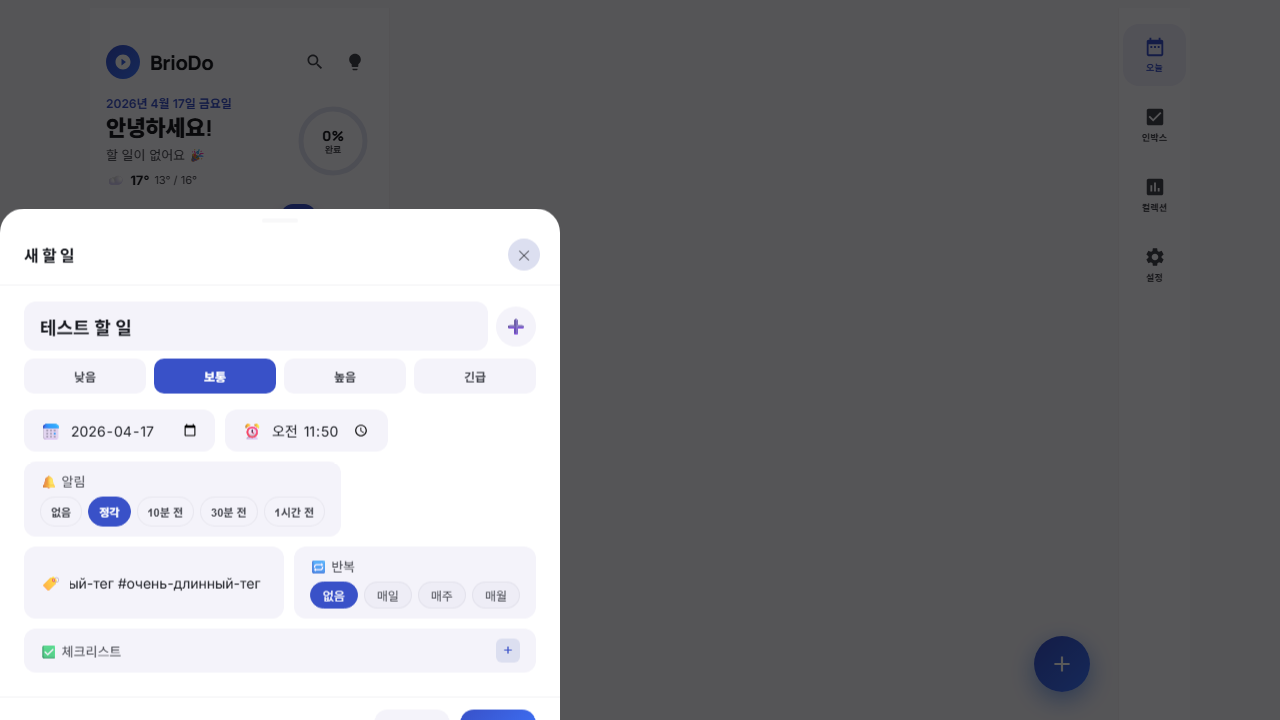 BrioDo
2026년 4월 17일 금요일
안녕하세요!
할 일이 없어요 🎉
17° 13° / 16°
0%
완료
오늘
인박스
컬렉션
설정
새 할 일
테스트 할 일
낮음 보통 높음 긴급
2026-04-17 오전 11:50
알림
없음 정각 10분 전 30분 전 1시간 전
ый-тег #очень-длинный-тег
반복
없음 매일 매주 매월
체크리스트 +